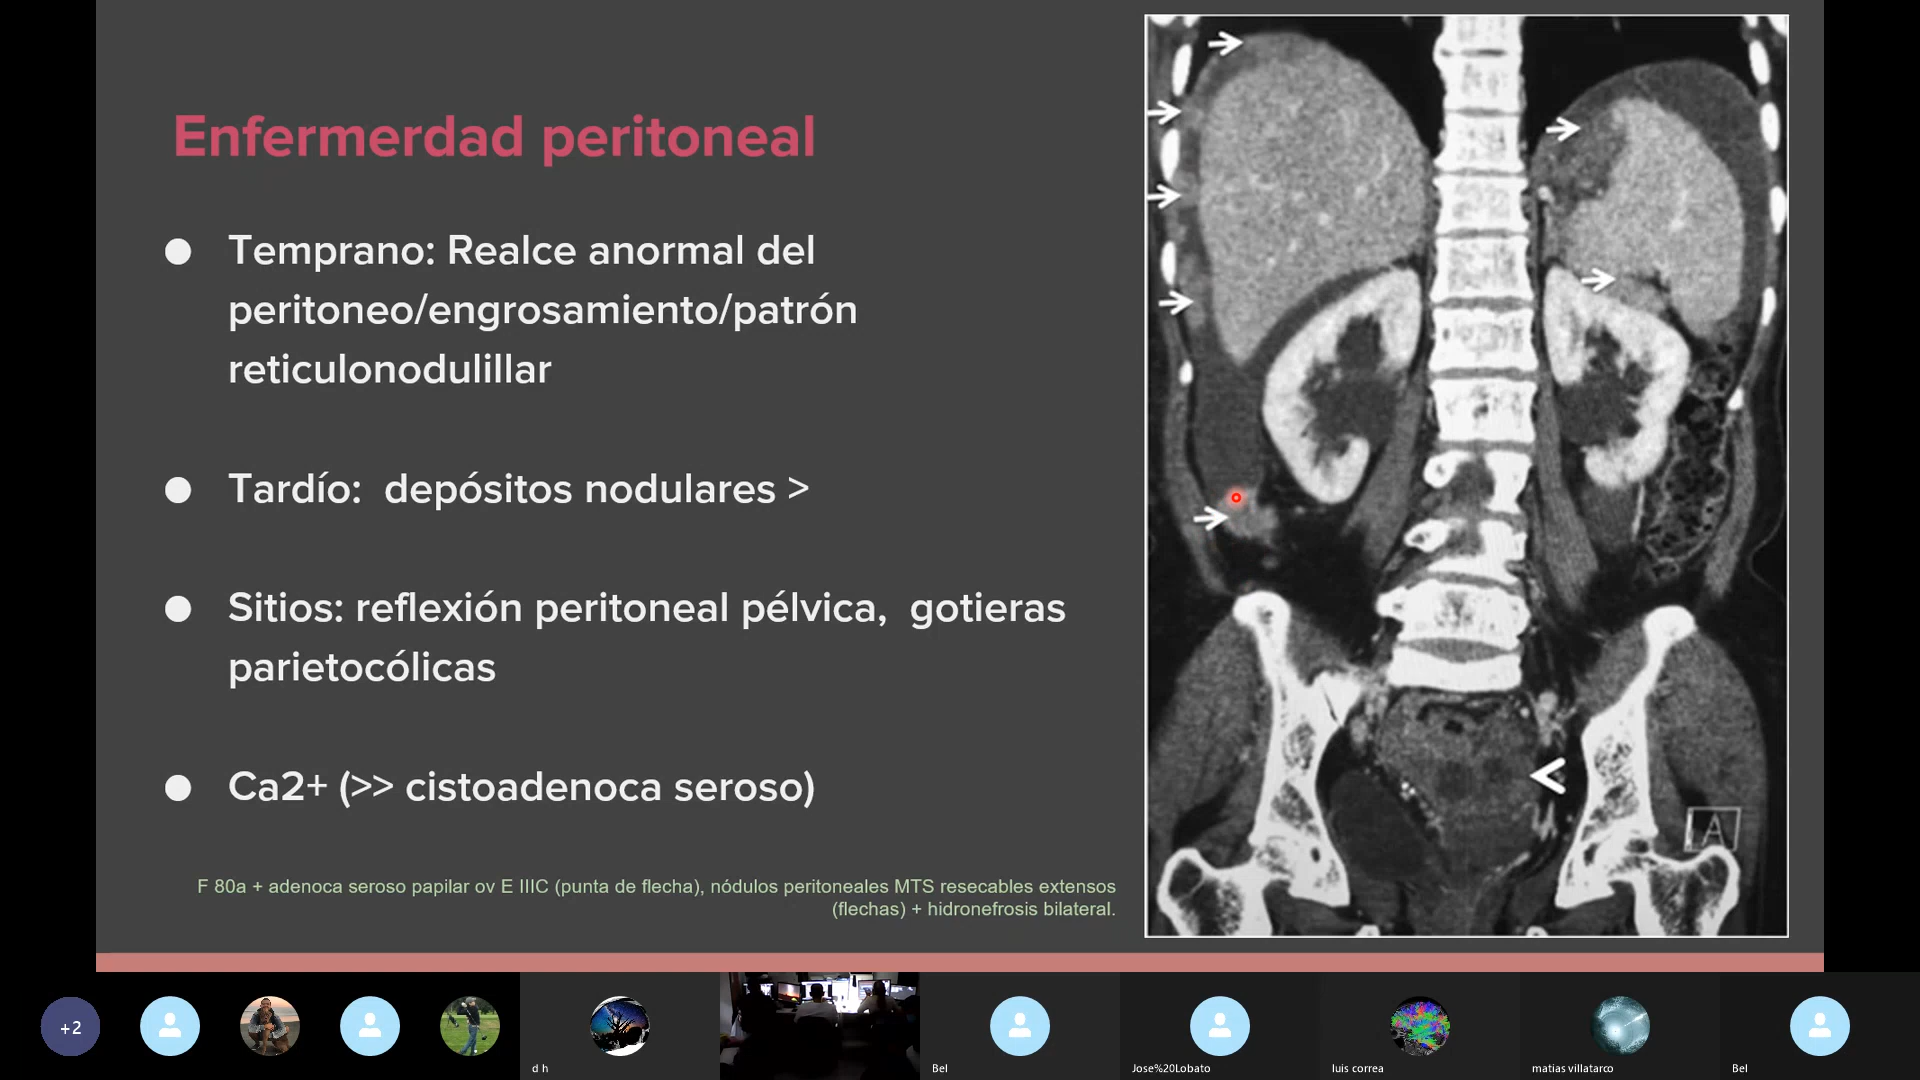 Enfermerdad peritoneal
● Temprano: Realce anormal del
peritoneo/engrosamiento/patrón
reticulonodulillar
● Tardío: depósitos nodulares >
● Sitios: reflexión peritoneal pélvica, gotieras
parietocólicas
● Ca2+ (>> cistoadenoca seroso)
F 80a + adenoca seroso papilar ov E IIIC (punta de flecha), nódulos peritoneales MTS resecables extensos
(flechas) + hidronefrosis bilateral.
A
+2
d h
Bel
Jose%20Lobato
luis correa
matias villatarco
Bel